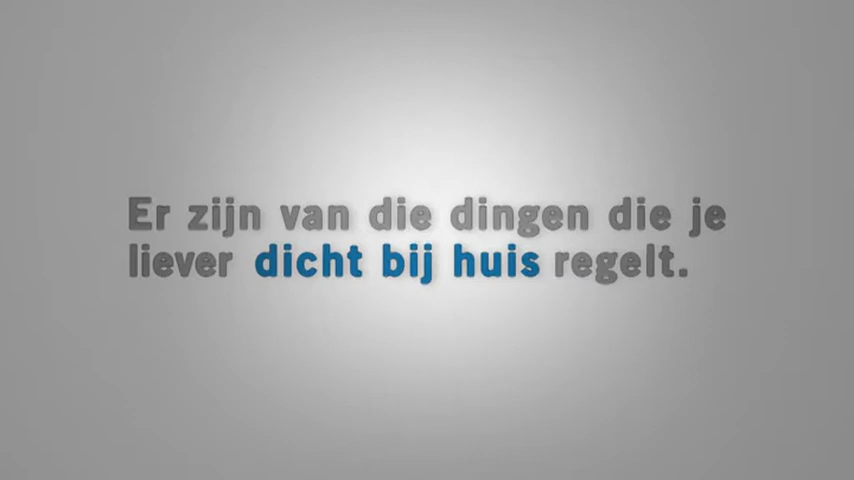 Er zijn van die dingen die je
liever dicht bij huis regelt.